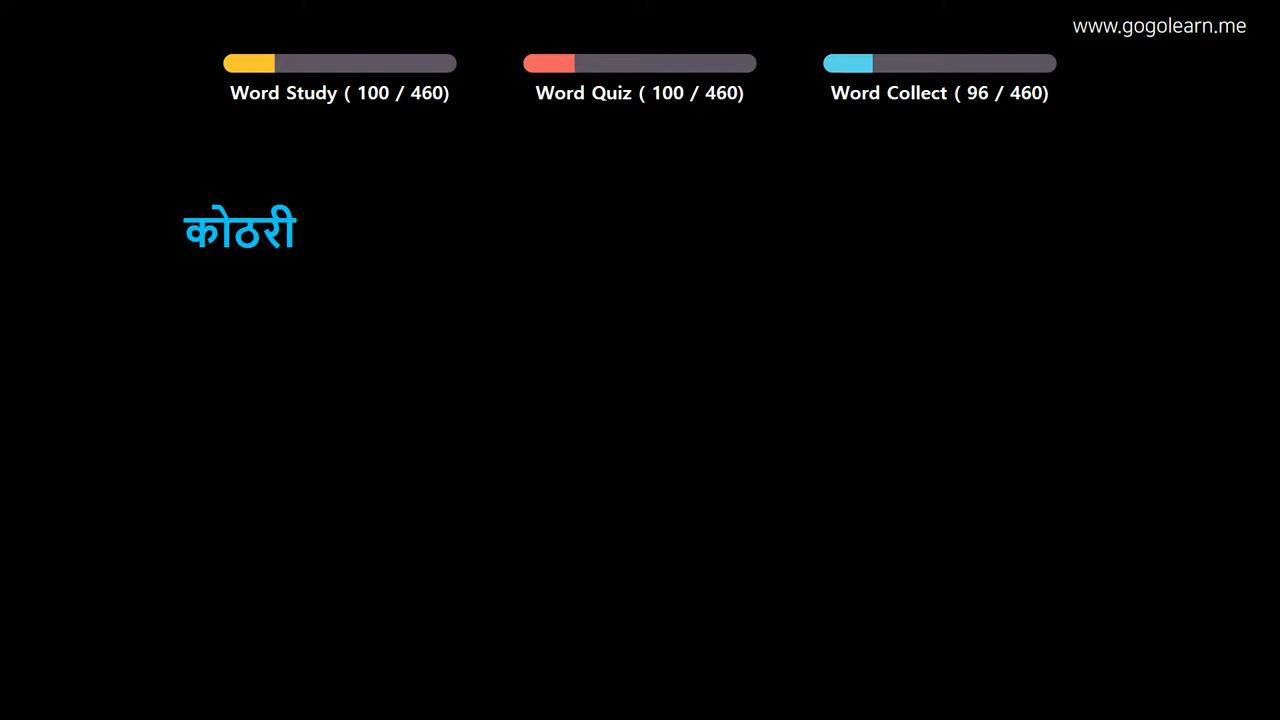 www.gogolearn.me
Word Study ( 100 / 460)
Word Quiz ( 100 / 460)
Word Collect ( 96 / 460)
कोठरी